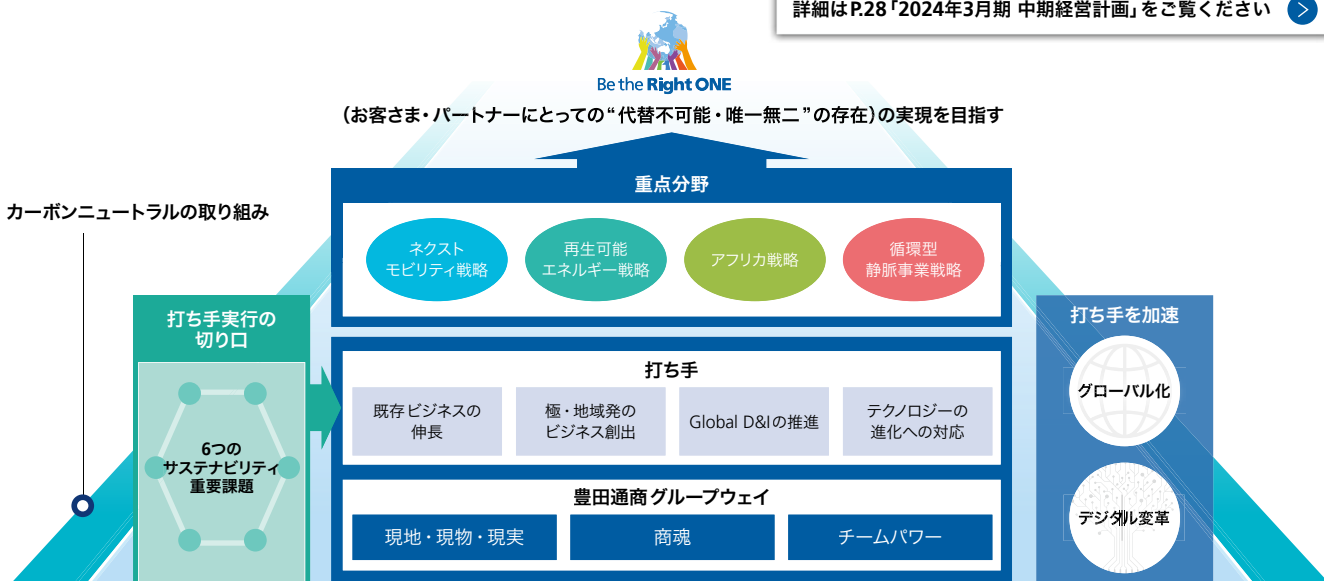 詳細はP.28「2024年3月期 中期経営計画」をご覧ください
Be the Right ONE
(お客さま・パートナーにとっての“代替不可能・唯一無二”の存在)の実現を目指す
カーボンニュートラルの取り組み
重点分野
ネクスト
モビリティ戦略
再生可能
エネルギー戦略
アフリカ戦略
循環型
静脈事業戦略
打ち手実行の
切り口
6つの
サステナビリティ
重要課題
打ち手
既存ビジネスの
伸長
極・地域発の
ビジネス創出
Global D&Iの推進
テクノロジーの
進化への対応
豊田通商グループウェイ
現地・現物・現実
商魂
チームパワー
打ち手を加速
グローバル化
デジタル変革